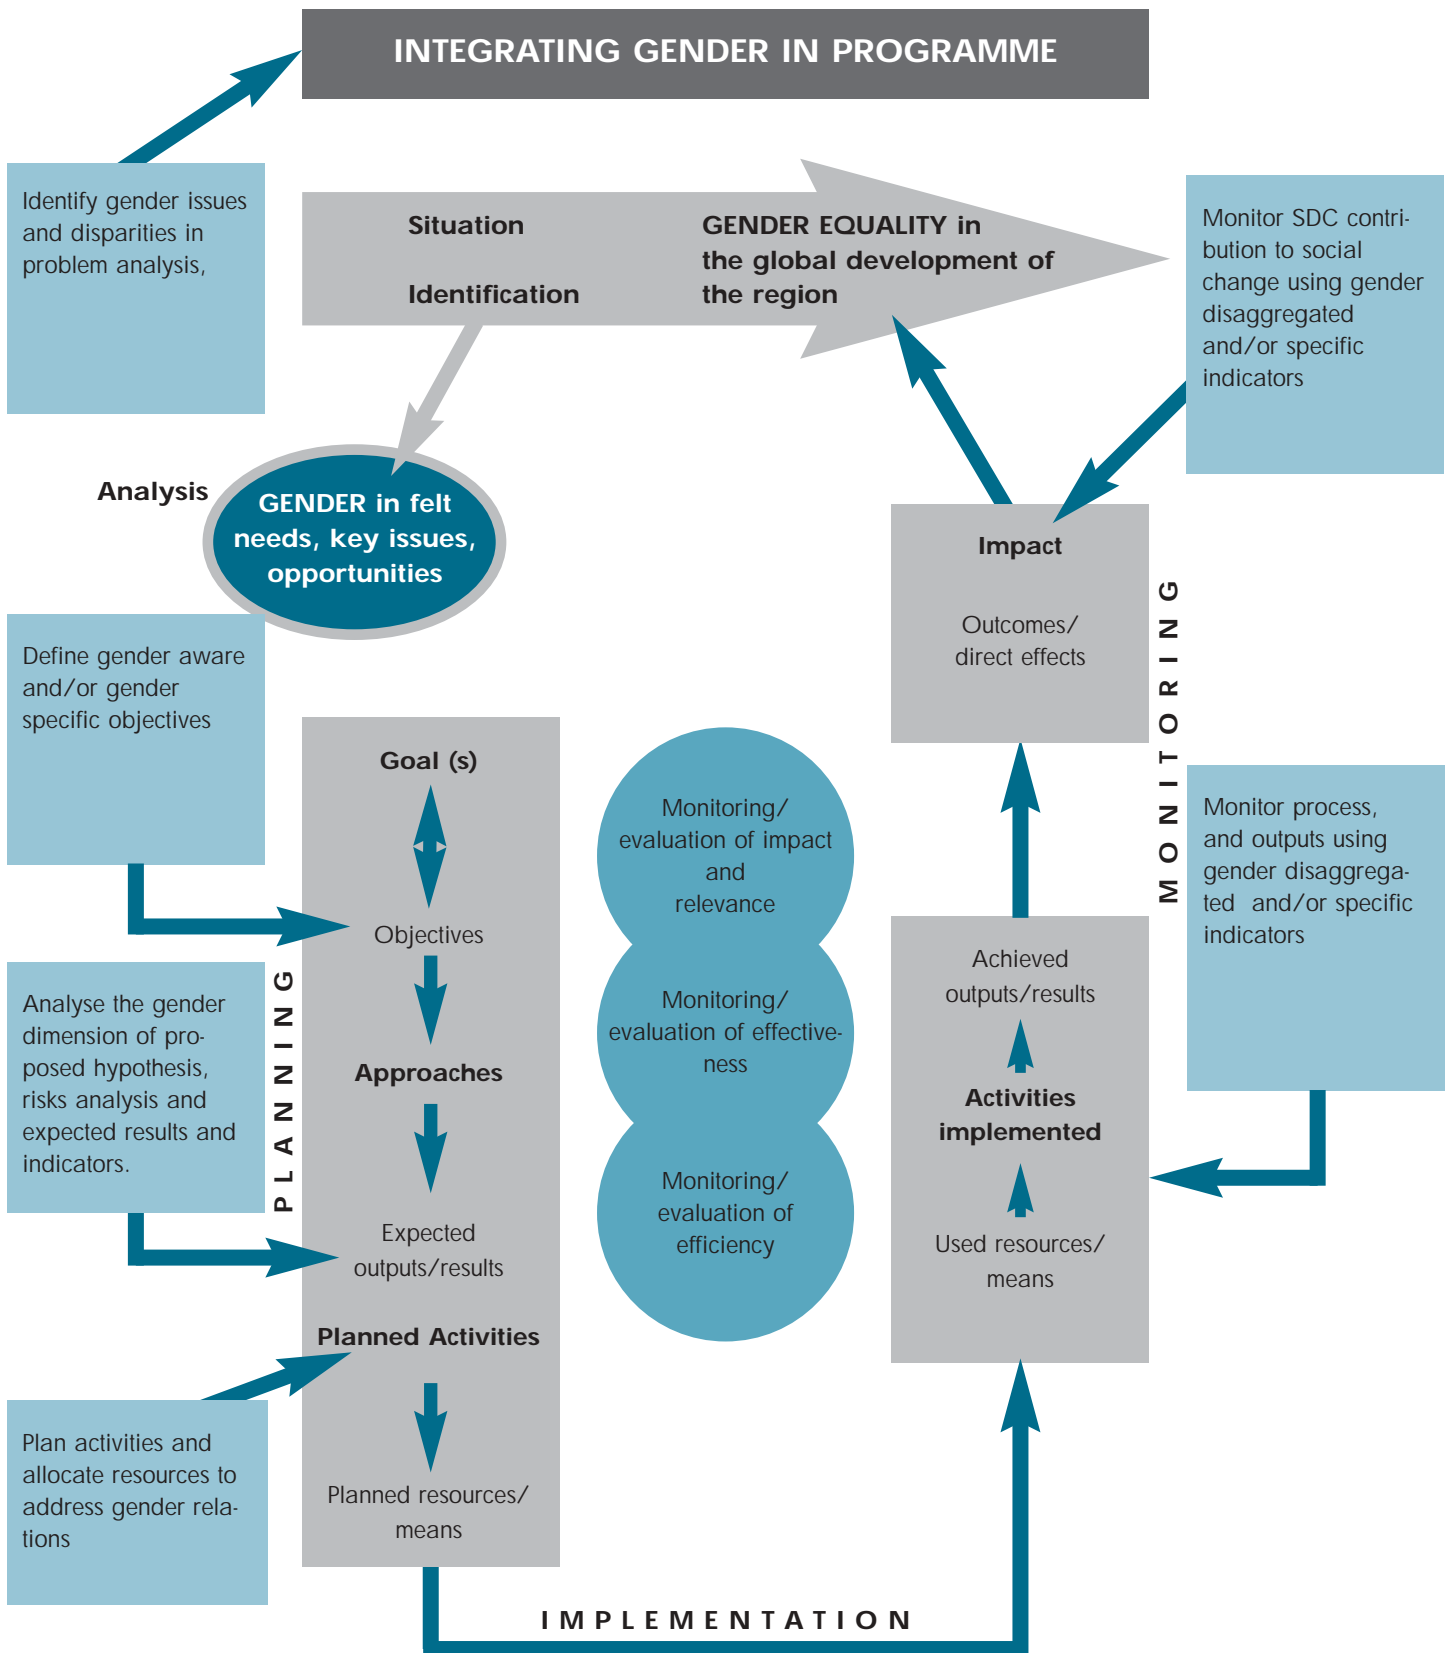 INTEGRATING GENDER IN PROGRAMME
Identify gender issues
and disparities in
problem analysis,
Situation
Identification
GENDER EQUALITY in
the global development of
the region
Monitor SDC contri-
bution to social
change using gender
disaggregated
and/or specific
indicators
Analysis
GENDER in felt
needs, key issues,
opportunities
Impact
Outcomes/
direct effects
MONITORING
Define gender aware
and/or gender
specific objectives
Goal (s)
Objectives
Approaches
Expected
outputs/results
Planned Activities
Planned resources/
means
PLANNING
Analyse the gender
dimension of pro-
posed hypothesis,
risks analysis and
expected results and
indicators.
Plan activities and
allocate resources to
address gender rela-
tions
Monitoring/
evaluation of impact
and
relevance
Monitoring/
evaluation of effective-
ness
Monitoring/
evaluation of
efficiency
Monitor process,
and outputs using
gender disaggrega-
ted and/or specific
indicators
Achieved
outputs/results
Activities
implemented
Used resources/
means
IMPLEMENTATION